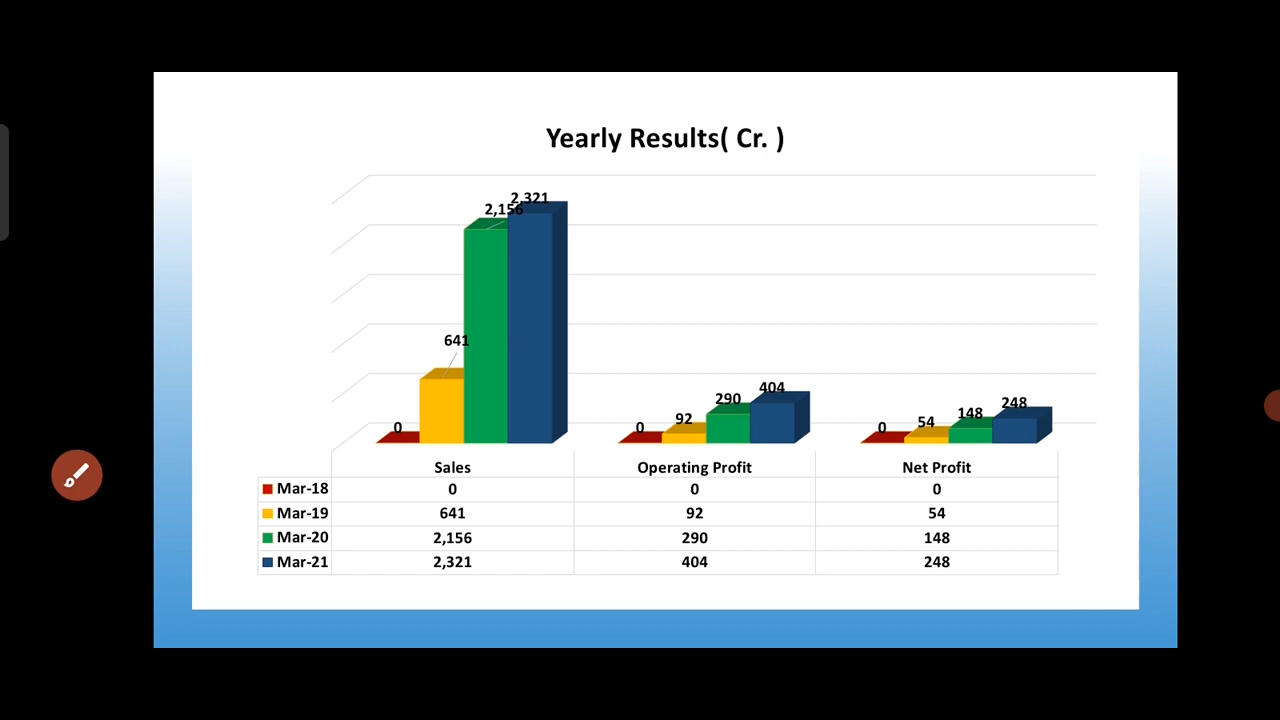 Yearly Results( Cr. )
2,321
2,156
641
0
404
290
92
0
248
148
54
0
Sales Operating Profit Net Profit
Mar-18 0 0 0
Mar-19 641 92 54
Mar-20 2,156 290 148
Mar-21 2,321 404 248